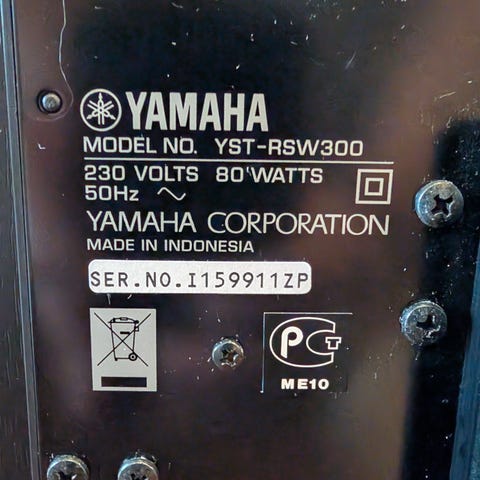 YAMAHA
MODEL NO. YST-RSW300
230 VOLTS 80 WATTS
50Hz ~
YAMAHA CORPORATION
MADE IN INDONESIA
SER.NO.I159911ZP
PCT
ME10